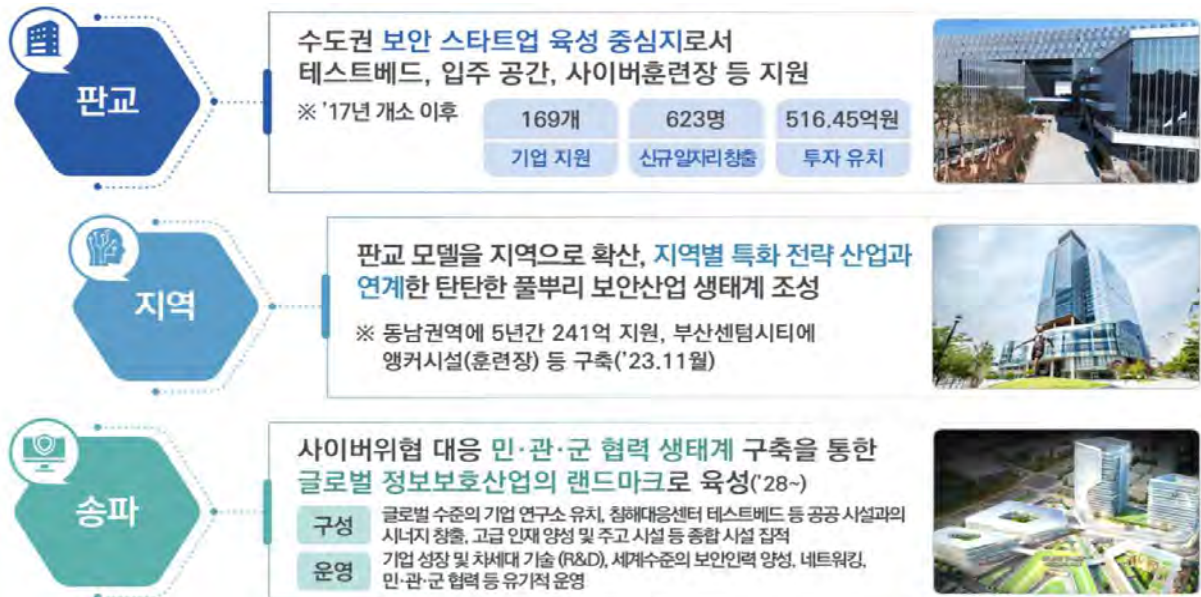 판교
수도권 보안 스타트업 육성 중심지로서
테스트베드, 입주 공간, 사이버훈련장 등 지원
※ '17년 개소 이후
169개
623명
516.45억원
기업 지원
신규일자리창출
투자 유치
지역
판교 모델을 지역으로 확산, 지역별 특화 전략 산업과
연계한 탄탄한 풀뿌리 보안산업 생태계 조성
※ 동남권역에 5년간 241억 지원, 부산센텀시티에
앵커시설(훈련장) 등 구축('23.11월)
송파
사이버위협 대응 민·관·군 협력 생태계 구축을 통한
글로벌 정보보호산업의 랜드마크로 육성('28~)
구성
글로벌 수준의 기업 연구소 유치, 침해대응센터 테스트베드 등 공공 시설과의
시너지 창출, 고급 인재 양성 및 주고 시설 등 종합 시설 집적
운영
기업 성장 및 차세대 기술 (R&D), 세계수준의 보안인력 양성, 네트워킹,
민·관·군 협력 등 유기적 운영